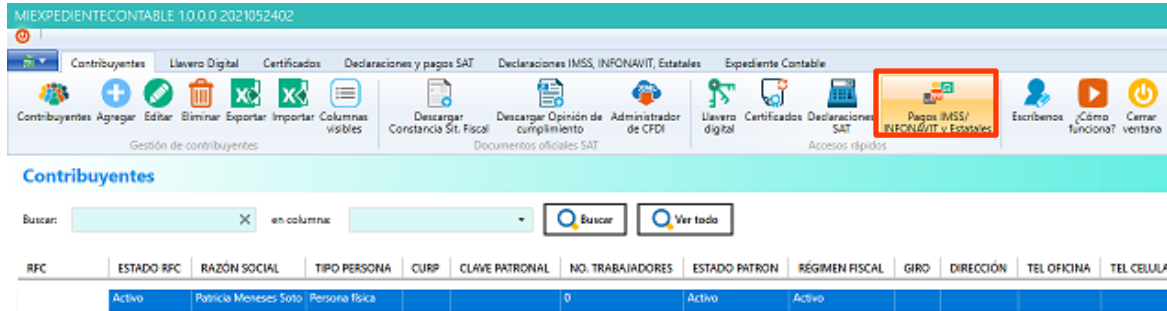 MIEXPEDIENTECONTABLE 1.0.0.0 2021052402
Contribuyentes Llavero Digital Certificados Declaraciones y pagos SAT Declaraciones IMSS, INFONAVIT, Estatales Expediente Contable
Contribuyentes Agregar Editar Eliminar Exportar Importar Columnas visibles Descargar Constancia Sit. Fiscal Descargar Opinión de cumplimiento Administrador de CFDI Llavero digital Certificados Declaraciones SAT Pagos IMSS/ INFONAVIT y Estatales Escríbenos ¿Cómo funciona? Cerrar ventana
Gestión de contribuyentes Documentos oficiales SAT Accesos rápidos
Contribuyentes
Buscar: en columna: Buscar Ver todo
RFC ESTADO RFC RAZÓN SOCIAL TIPO PERSONA CURP CLAVE PATRONAL NO. TRABAJADORES ESTADO PATRON RÉGIMEN FISCAL GIRO DIRECCIÓN TEL OFICINA TEL CELULA
Activo Patricia Meneses Soto Persona física 0 Activo Activo